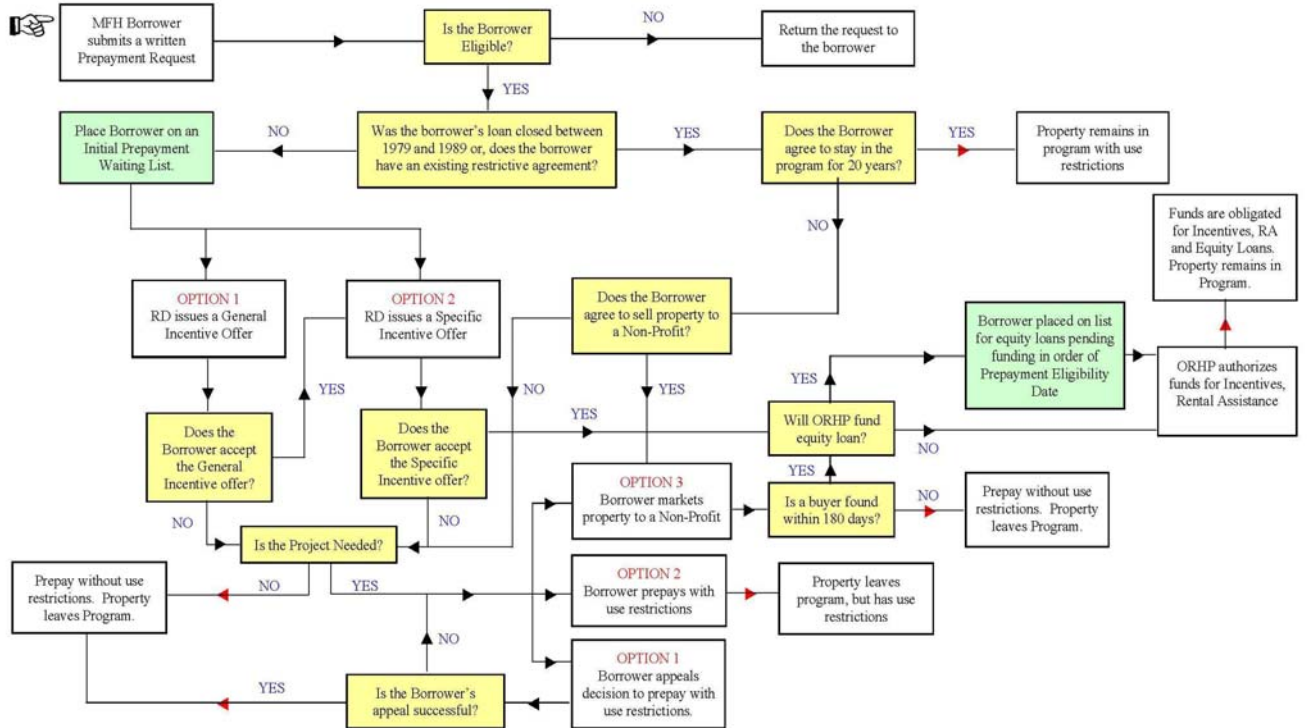 MFH Borrower
submits a written
Prepayment Request
Is the Borrower
Eligible?
NO
Return the request to
the borrower
YES
Place Borrower on an
Initial Prepayment
Waiting List.
NO
Was the borrower's loan closed between
1979 and 1989 or, does the borrower
have an existing restrictive agreement?
YES
Does the Borrower
agree to stay in the
program for 20 years?
YES
Property remains in
program with use
restrictions
NO
Funds are obligated
for Incentives, RA
and Equity Loans.
Property remains in
Program.
OPTION 1
RD issues a General
Incentive Offer
OPTION 2
RD issues a Specific
Incentive Offer
Does the Borrower
agree to sell property to
a Non-Profit?
Borrower placed on list
for equity loans pending
funding in order of
Prepayment Eligibility
Date
ORHP authorizes
funds for Incentives,
Rental Assistance
YES
NO
YES
YES
Does the
Borrower accept
the General
Incentive offer?
Does the
Borrower accept
the Specific
Incentive offer?
YES
Will ORHP fund
equity loan?
NO
YES
OPTION 3
Borrower markets
property to a Non-Profit
Is a buyer found
within 180 days?
NO
Prepay without use
restrictions. Property
leaves Program.
NO
NO
Is the Project Needed?
Prepay without use
restrictions. Property
leaves Program.
NO
YES
OPTION 2
Borrower prepays with
use restrictions
Property leaves
program, but has use
restrictions
NO
OPTION 1
Borrower appeals
decision to prepay with
use restrictions.
YES
Is the Borrower's
appeal successful?